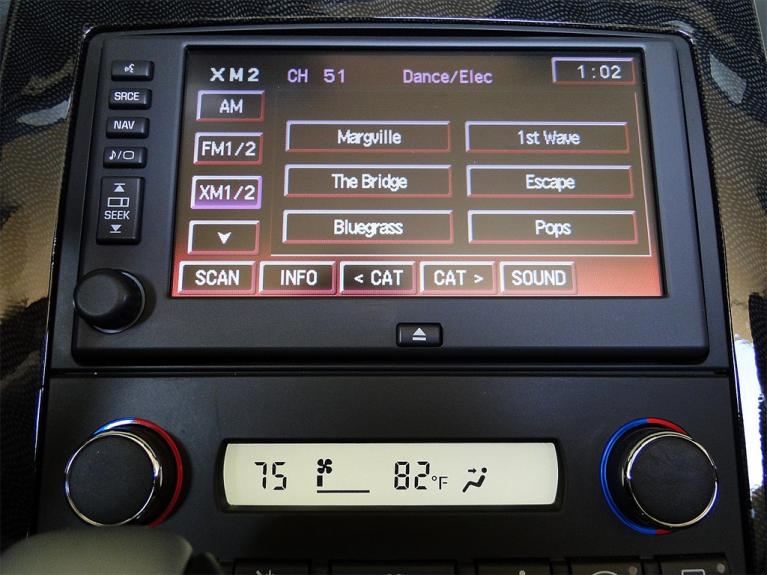 XM2 CH 51 Dance/Elec 1:02
AM
FM1/2
XM1/2
Margville 1st Wave
The Bridge Escape
Bluegrass Pops
SCAN INFO < CAT CAT > SOUND
SRCE
NAV
SEEK
75 82°F